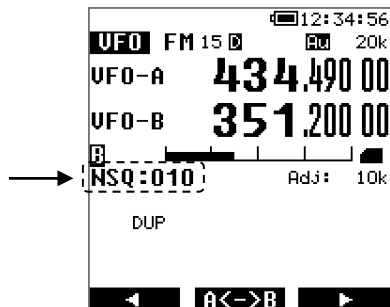 12:34:56
VFO FM 15 D Au 20k
VFO-A 434.490 00
VFO-B 351.200 00
B
NSQ:010 Adj: 10k
DUP
A<->B